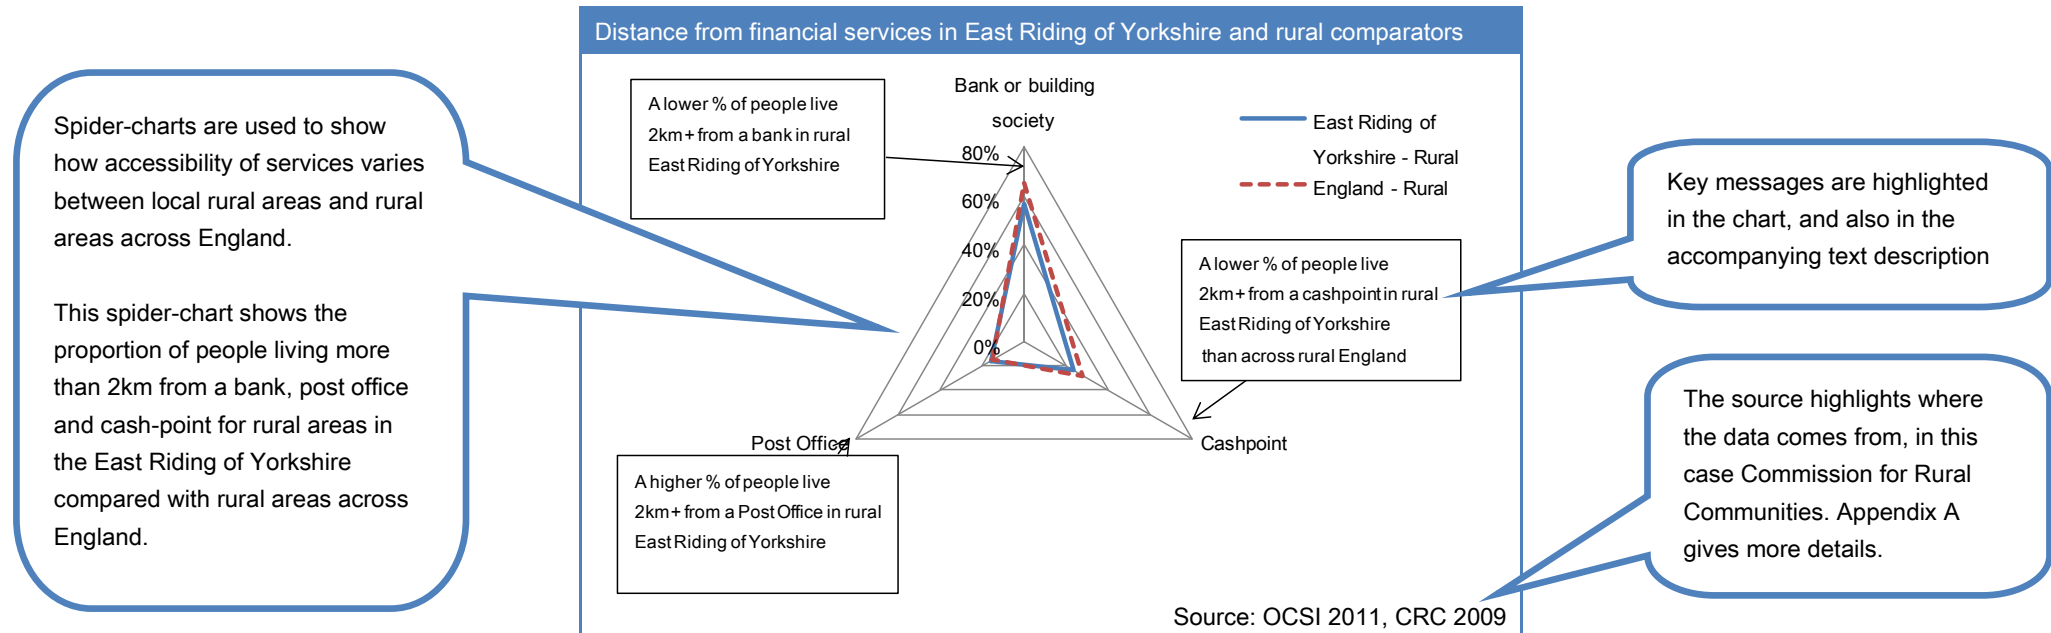 Distance from financial services in East Riding of Yorkshire and rural comparators
Spider-charts are used to show
how accessibility of services varies
between local rural areas and rural
areas across England.
This spider-chart shows the
proportion of people living more
than 2km from a bank, post office
and cash-point for rural areas in
the East Riding of Yorkshire
compared with rural areas across
England.
A lower % of people live
2km+ from a bank in rural
East Riding of Yorkshire
Bank or building
society
80%
60%
40%
20%
0%
East Riding of
Yorkshire - Rural
England - Rural
A lower % of people live
2km+ from a cashpoint in rural
East Riding of Yorkshire
than across rural England
Post Office
Cashpoint
A higher % of people live
2km+ from a Post Office in rural
East Riding of Yorkshire
Source: OCSI 2011, CRC 2009
Key messages are highlighted
in the chart, and also in the
accompanying text description
The source highlights where
the data comes from, in this
case Commission for Rural
Communities. Appendix A
gives more details.